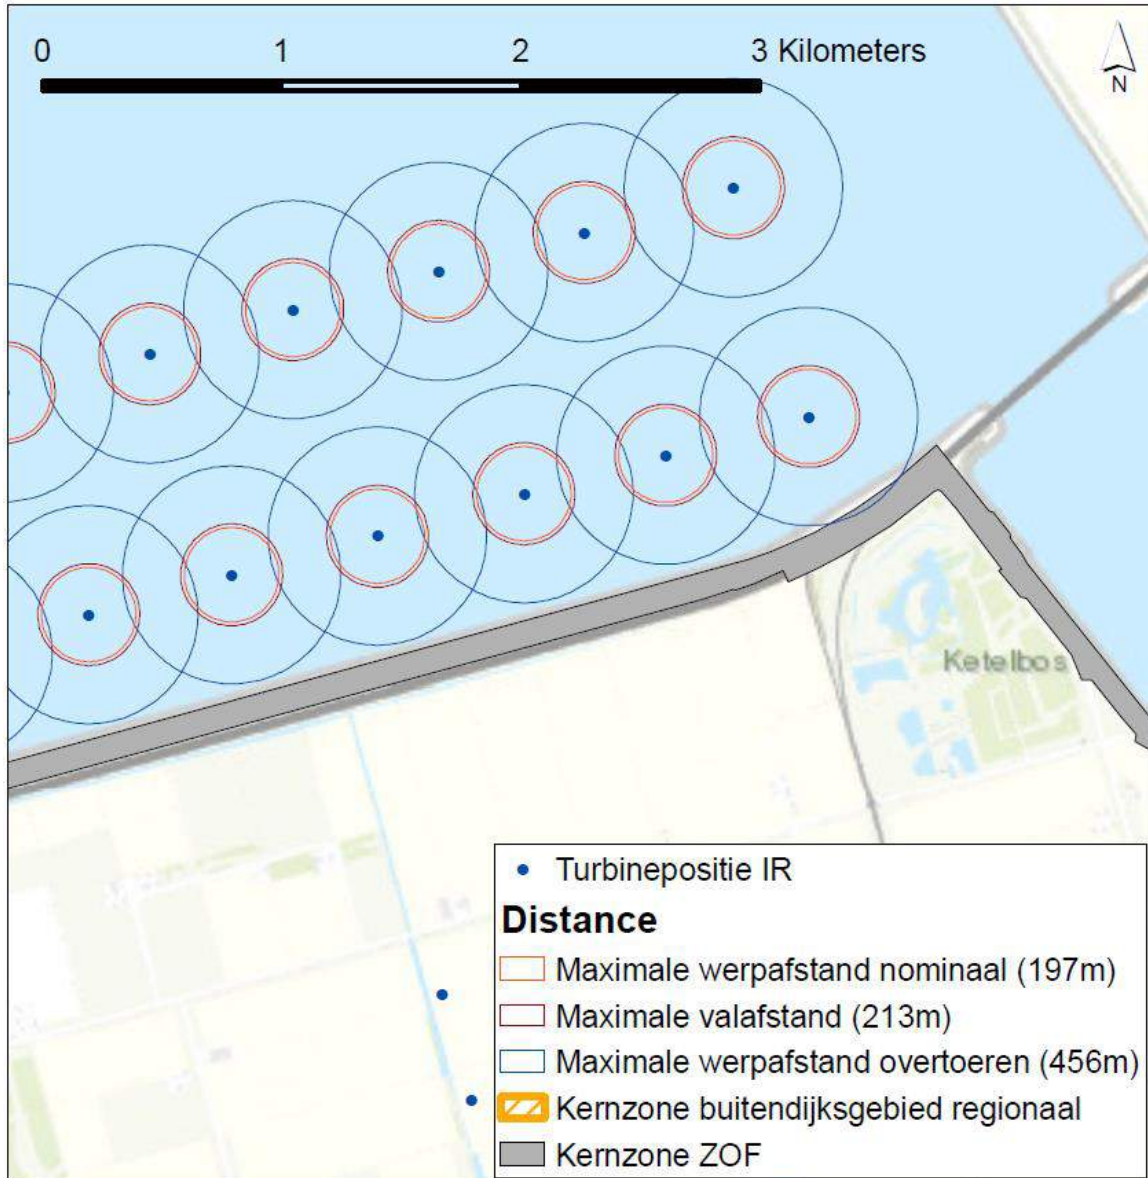 0 1 2 3 Kilometers
N
Ketelbos
Turbinepositie IR
Distance
Maximale werpafstand nominaal (197m)
Maximale valafstand (213m)
Maximale werpafstand overtoeren (456m)
Kernzone buitendijksgebied regionaal
Kernzone ZOF